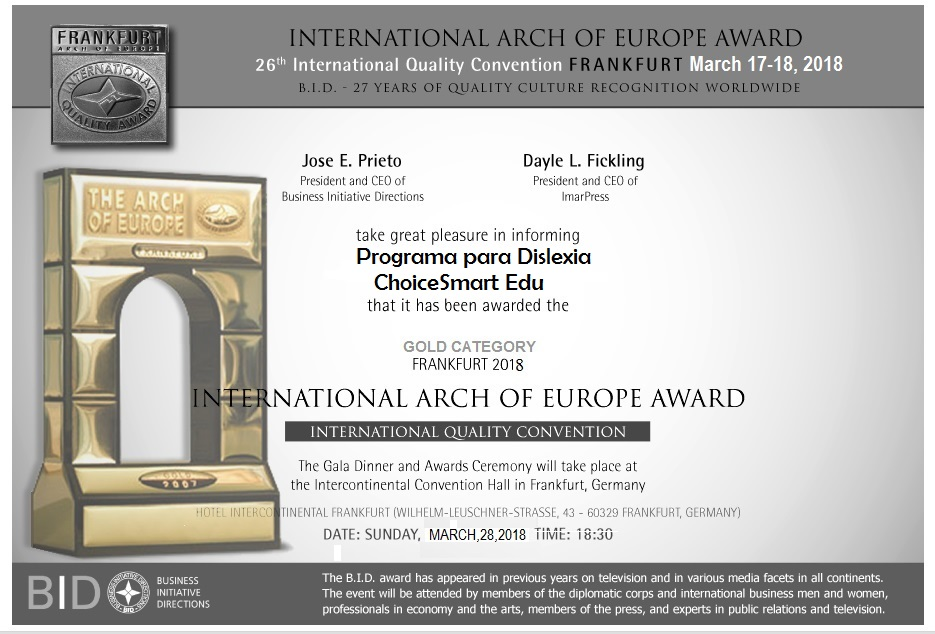 FRANKFURT
ARCH OF EUROPE
INTERNATIONAL
QUALITY AWARD
INTERNATIONAL ARCH OF EUROPE AWARD
26th International Quality Convention FRANKFURT March 17-18, 2018
B.I.D. - 27 YEARS OF QUALITY CULTURE RECOGNITION WORLDWIDE
Jose E. Prieto
President and CEO of
Business Initiative Directions
Dayle L. Fickling
President and CEO of
ImarPress
THE ARCH
OF EUROPE
FRANKFURT
take great pleasure in informing
Programa para Dislexia
ChoiceSmart Edu
that it has been awarded the
GOLD CATEGORY
FRANKFURT 2018
INTERNATIONAL ARCH OF EUROPE AWARD
INTERNATIONAL QUALITY CONVENTION
The Gala Dinner and Awards Ceremony will take place at
the Intercontinental Convention Hall in Frankfurt, Germany
GOLD
2007
HOTEL INTERCONTINENTAL FRANKFURT (WILHELM-LEUSCHNER-STRASSE, 43 - 60329 FRANKFURT, GERMANY)
DATE: SUNDAY, MARCH,28,2018 TIME: 18:30
BID
BUSINESS
INITIATIVE
DIRECTIONS
The B.I.D. award has appeared in previous years on television and in various media facets in all continents.
The event will be attended by members of the diplomatic corps and international business men and women,
professionals in economy and the arts, members of the press, and experts in public relations and television.